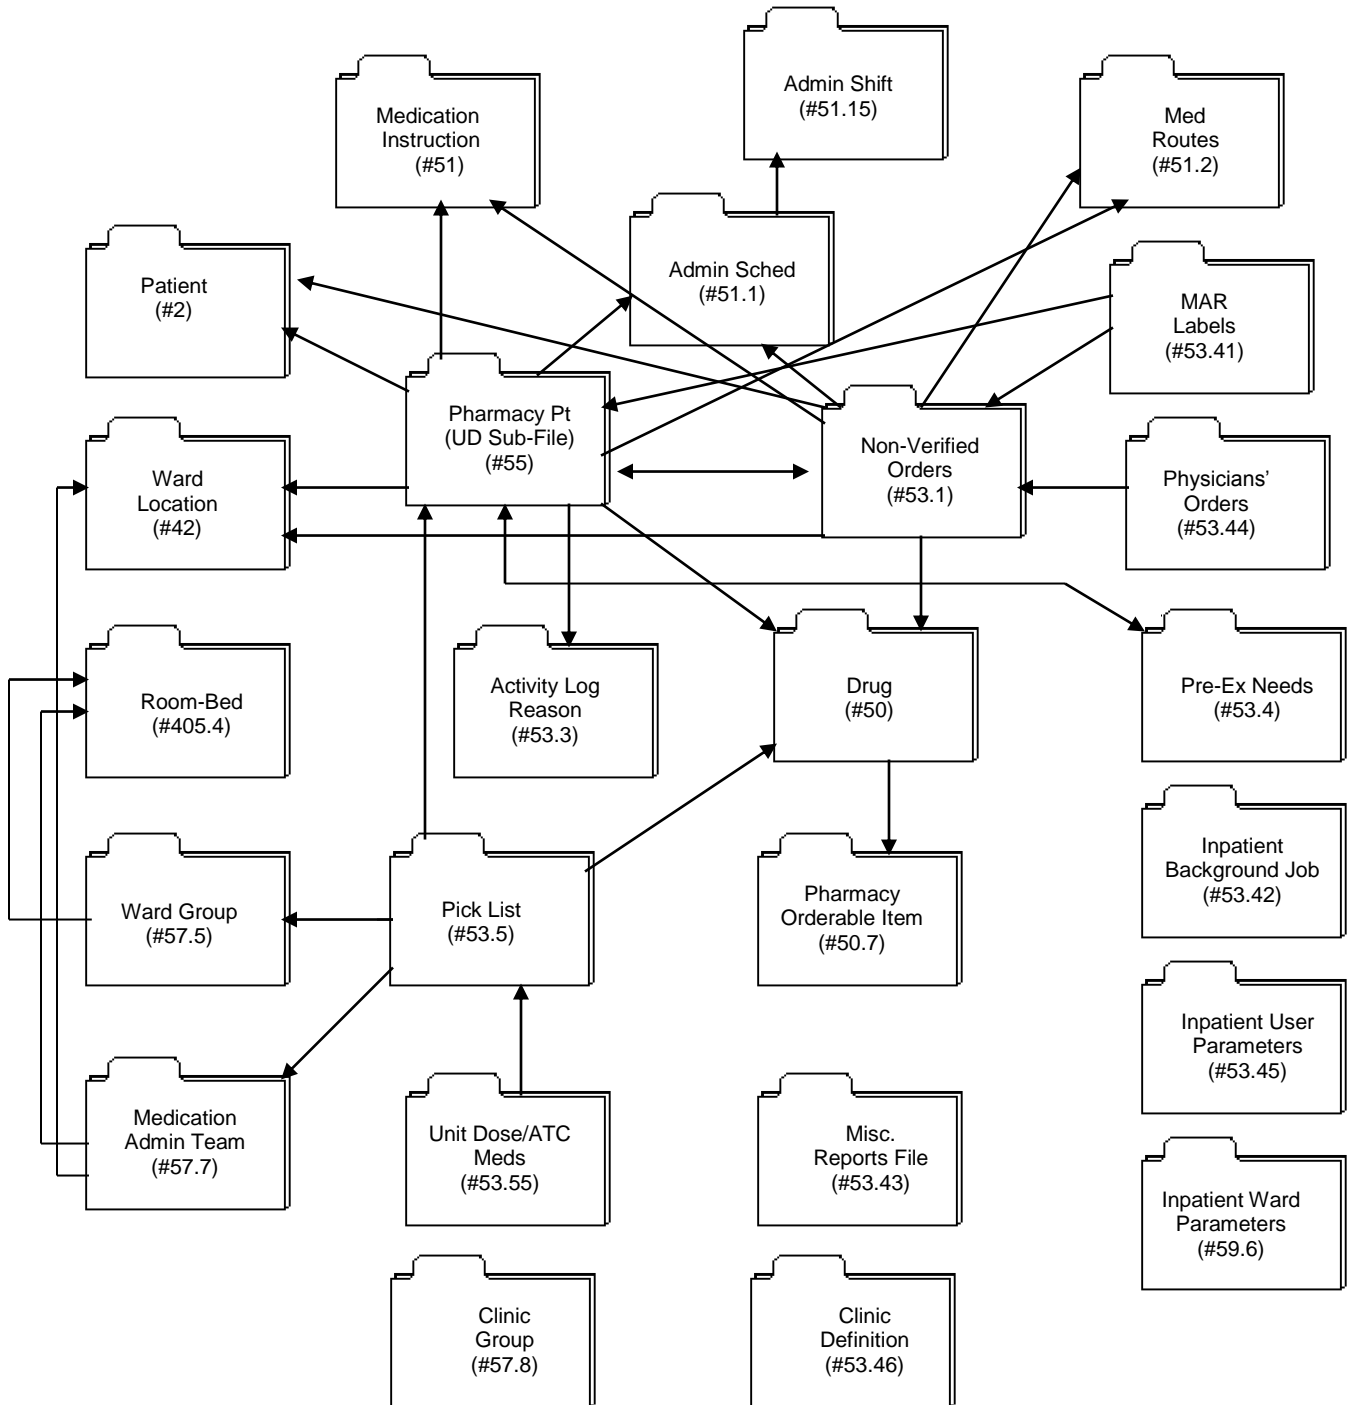 Admin Shift
(#51.15)
Medication
Instruction
(#51)
Med
Routes
(#51.2)
Patient
(#2)
Admin Sched
(#51.1)
MAR
Labels
(#53.41)
Pharmacy Pt
(UD Sub-File)
(#55)
Non-Verified
Orders
(#53.1)
Ward
Location
(#42)
Physicians'
Orders
(#53.44)
Room-Bed
(#405.4)
Activity Log
Reason
(#53.3)
Drug
(#50)
Pre-Ex Needs
(#53.4)
Ward Group
(#57.5)
Pick List
(#53.5)
Pharmacy
Orderable Item
(#50.7)
Inpatient
Background Job
(#53.42)
Inpatient User
Parameters
(#53.45)
Medication
Admin Team
(#57.7)
Unit Dose/ATC
Meds
(#53.55)
Misc.
Reports File
(#53.43)
Inpatient Ward
Parameters
(#59.6)
Clinic
Group
(#57.8)
Clinic
Definition
(#53.46)